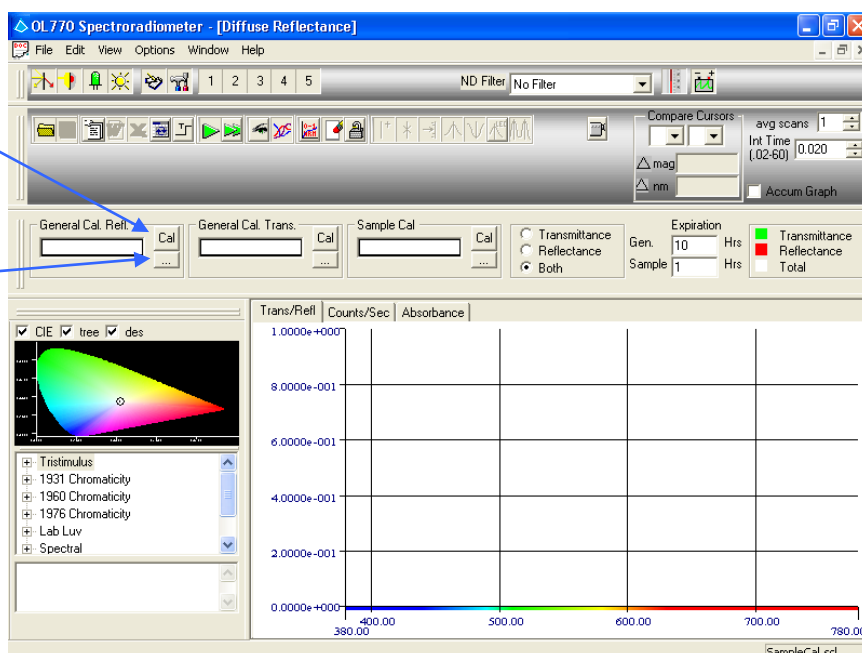 OL770 Spectroradiometer - [Diffuse Reflectance]
File Edit View Options Window Help
1 2 3 4 5 ND Filter No Filter
Compare Cursors
avg scans 1
Int Time (.02-60) 0.020
mag
nm
Accum Graph
General Cal. Refl. Cal ...
General Cal. Trans. Cal ...
Sample Cal Cal ...
Transmittance
Reflectance
Both
Expiration
Gen. 10 Hrs
Sample 1 Hrs
Transmittance
Reflectance
Total
CIE tree des
Trans/Refl Counts/Sec Absorbance
Tristimulus
1931 Chromaticity
1960 Chromaticity
1976 Chromaticity
Lab Luv
Spectral
1.0000e+000
8.0000e-001
6.0000e-001
4.0000e-001
2.0000e-001
0.0000e+000
400.00 500.00 600.00 700.00
380.00 780.00
SampleCal.scl